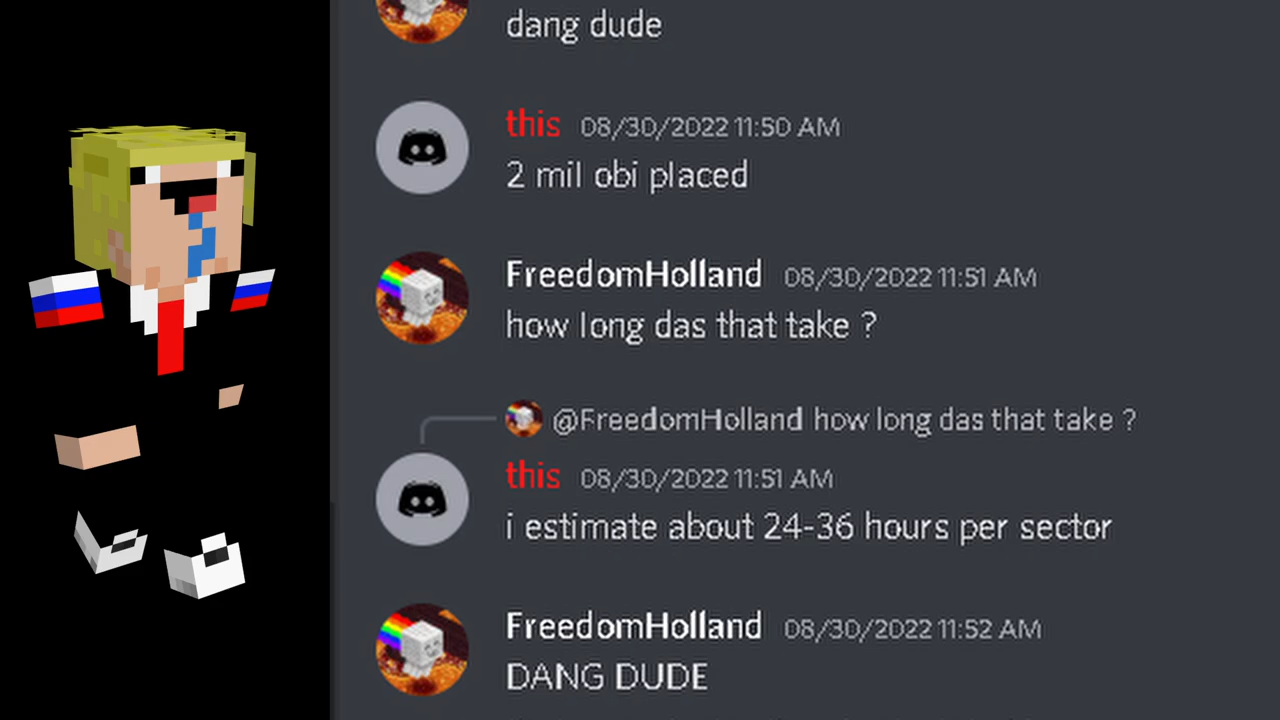 dang dude
this 08/30/2022 11:50 AM
2 mil obi placed
FreedomHolland 08/30/2022 11:51 AM
how long das that take ?
@FreedomHolland how long das that take ?
this 08/30/2022 11:51 AM
i estimate about 24-36 hours per sector
FreedomHolland 08/30/2022 11:52 AM
DANG DUDE